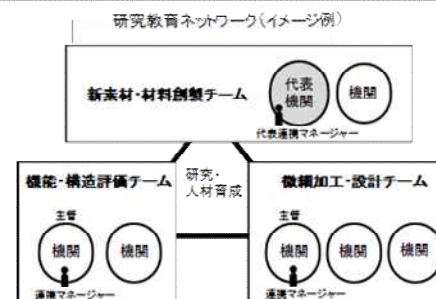 研究教育ネットワーク(イメージ例)
新素材・材料創製チーム
代表
機関
機関
代表連携マネージャー
研究・
人材育成
機能・構造評価チーム
主管
機関
機関
連携マネージャー
微細加工・設計チーム
主管
機関
機関
機関
連携マネージャー